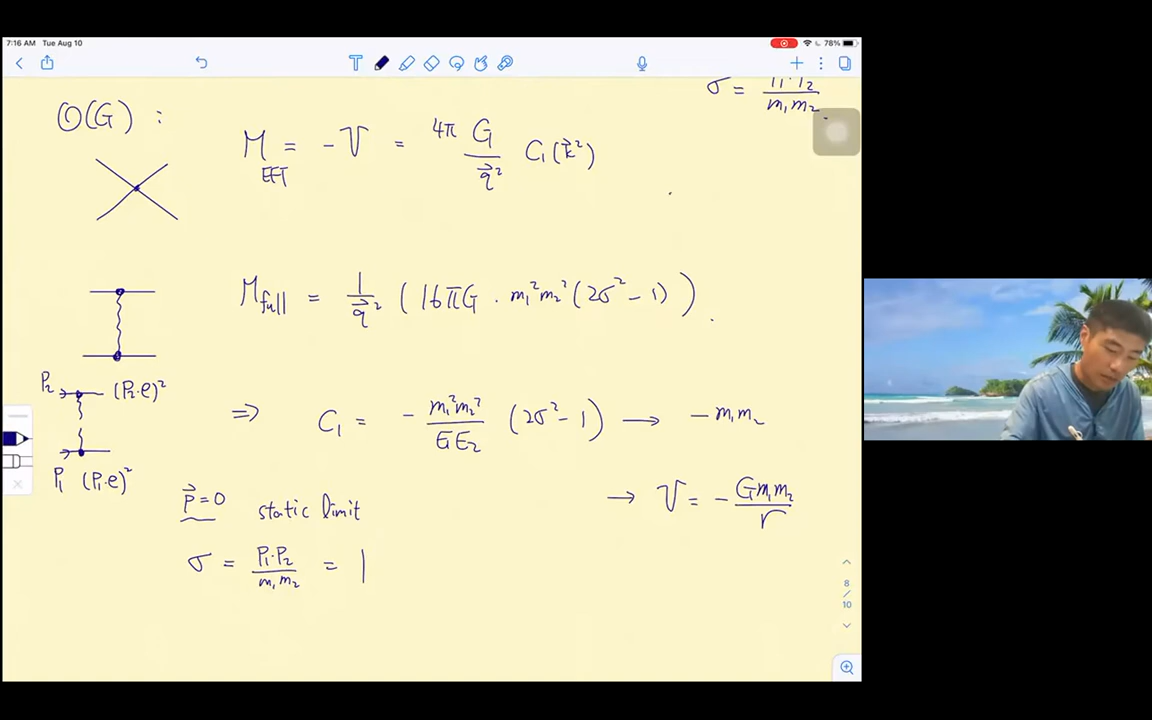 7:16 AM Tue Aug 10
78%
σ = P1·P2 / m1m2
O(G) :
M_EFT = -V = 4π G / q⃗² C1(k⃗²)
M_full = 1 / q⃗² ( 16πG · m1²m2² (2σ² - 1) )
P2 (P2·e)²
⇒ C1 = - m1²m2² / E1E2 (2σ² - 1) → - m1m2
P1 (P1·e)²
p⃗ = 0 static limit
→ V = - Gm1m2 / r
σ = P1·P2 / m1m2 = 1
8
/
10